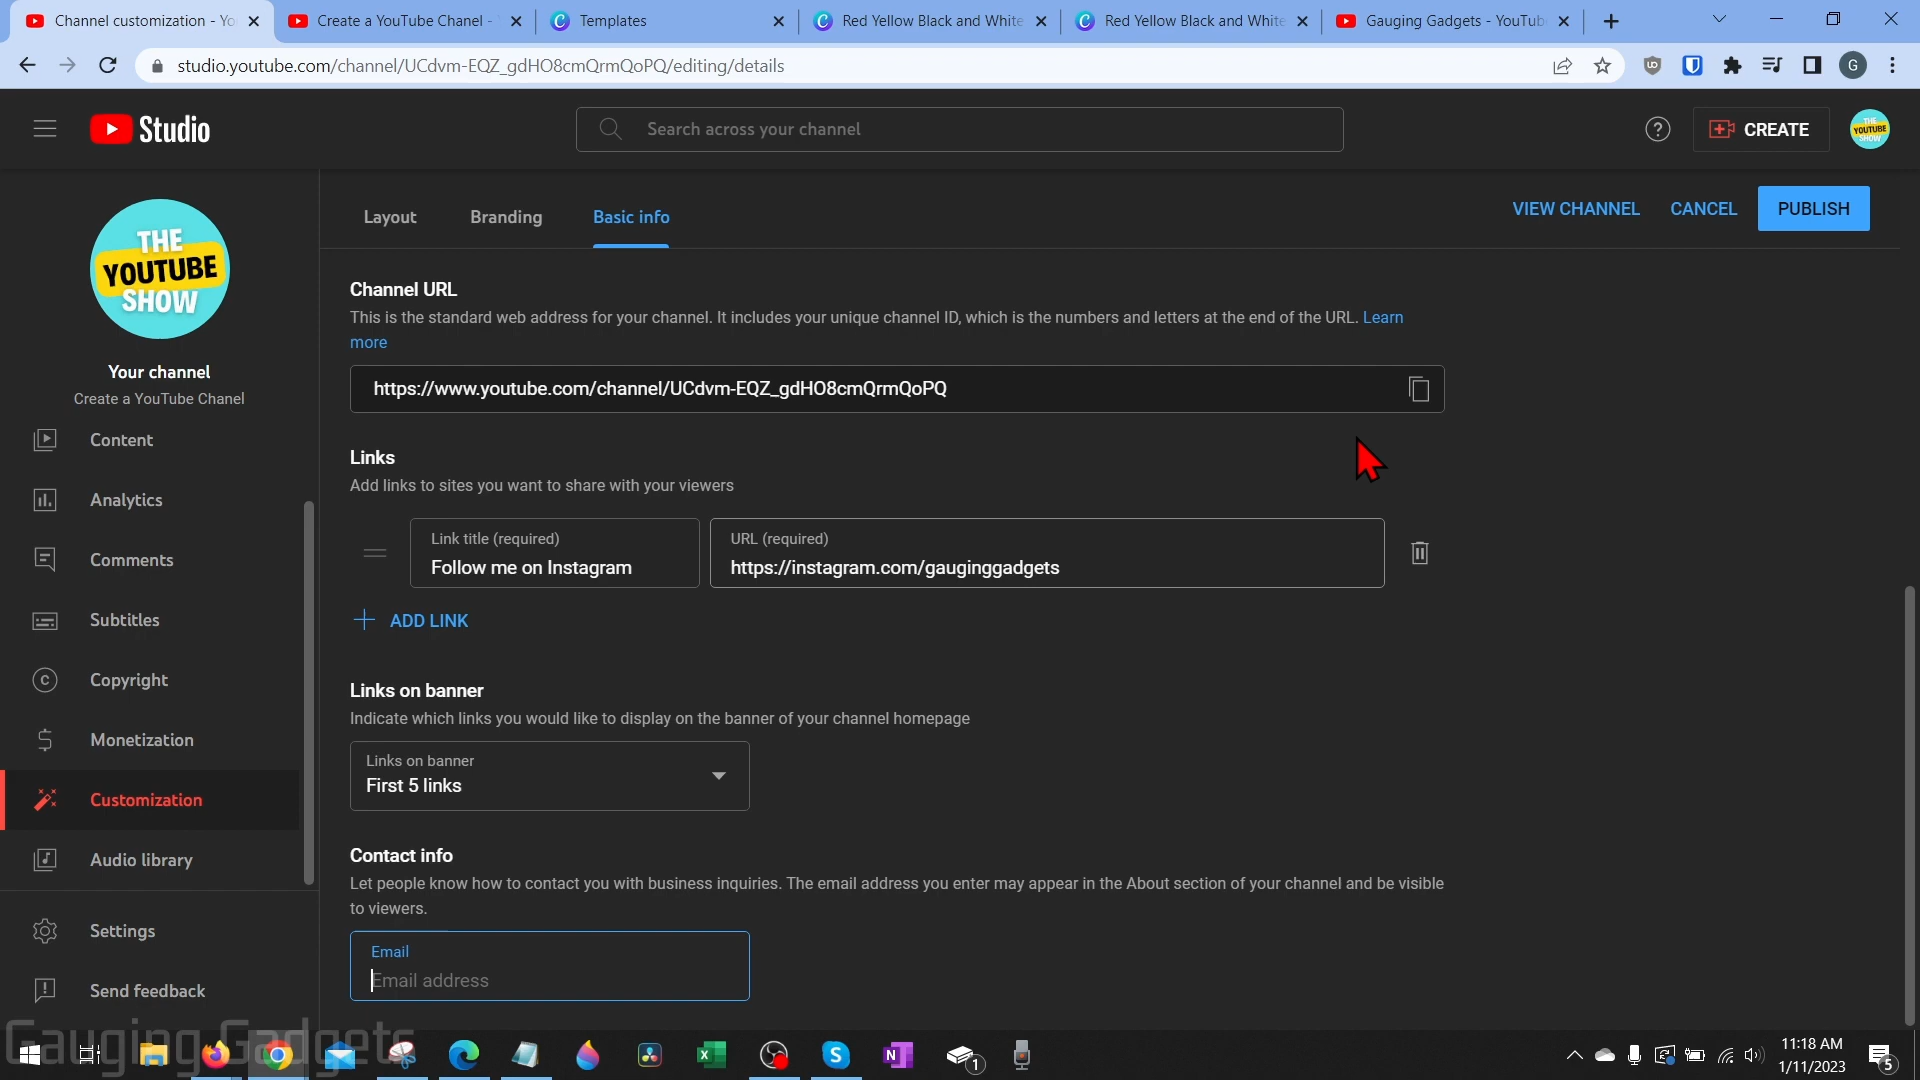 Channel customization - Yo
Create a YouTube Chanel -
Templates
Red Yellow Black and White
Red Yellow Black and White
Gauging Gadgets - YouTub
studio.youtube.com/channel/UCdvm-EQZ_gdHO8cmQrmQoPQ/editing/details
G
Studio
Search across your channel
CREATE
THE
YOUTUBE
SHOW
Layout
Branding
Basic info
VIEW CHANNEL
CANCEL
PUBLISH
THE
YOUTUBE
SHOW
Your channel
Create a YouTube Chanel
Content
Analytics
Comments
Subtitles
Copyright
Monetization
Customization
Audio library
Settings
Send feedback
Channel URL
This is the standard web address for your channel. It includes your unique channel ID, which is the numbers and letters at the end of the URL. Learn
more
https://www.youtube.com/channel/UCdvm-EQZ_gdHO8cmQrmQoPQ
Links
Add links to sites you want to share with your viewers
Link title (required)
Follow me on Instagram
URL (required)
https://instagram.com/gauginggadgets
ADD LINK
Links on banner
Indicate which links you would like to display on the banner of your channel homepage
Links on banner
First 5 links
Contact info
Let people know how to contact you with business inquiries. The email address you enter may appear in the About section of your channel and be visible
to viewers.
Email
Email address
Gauging Gadgets
1
11:18 AM
1/11/2023
5